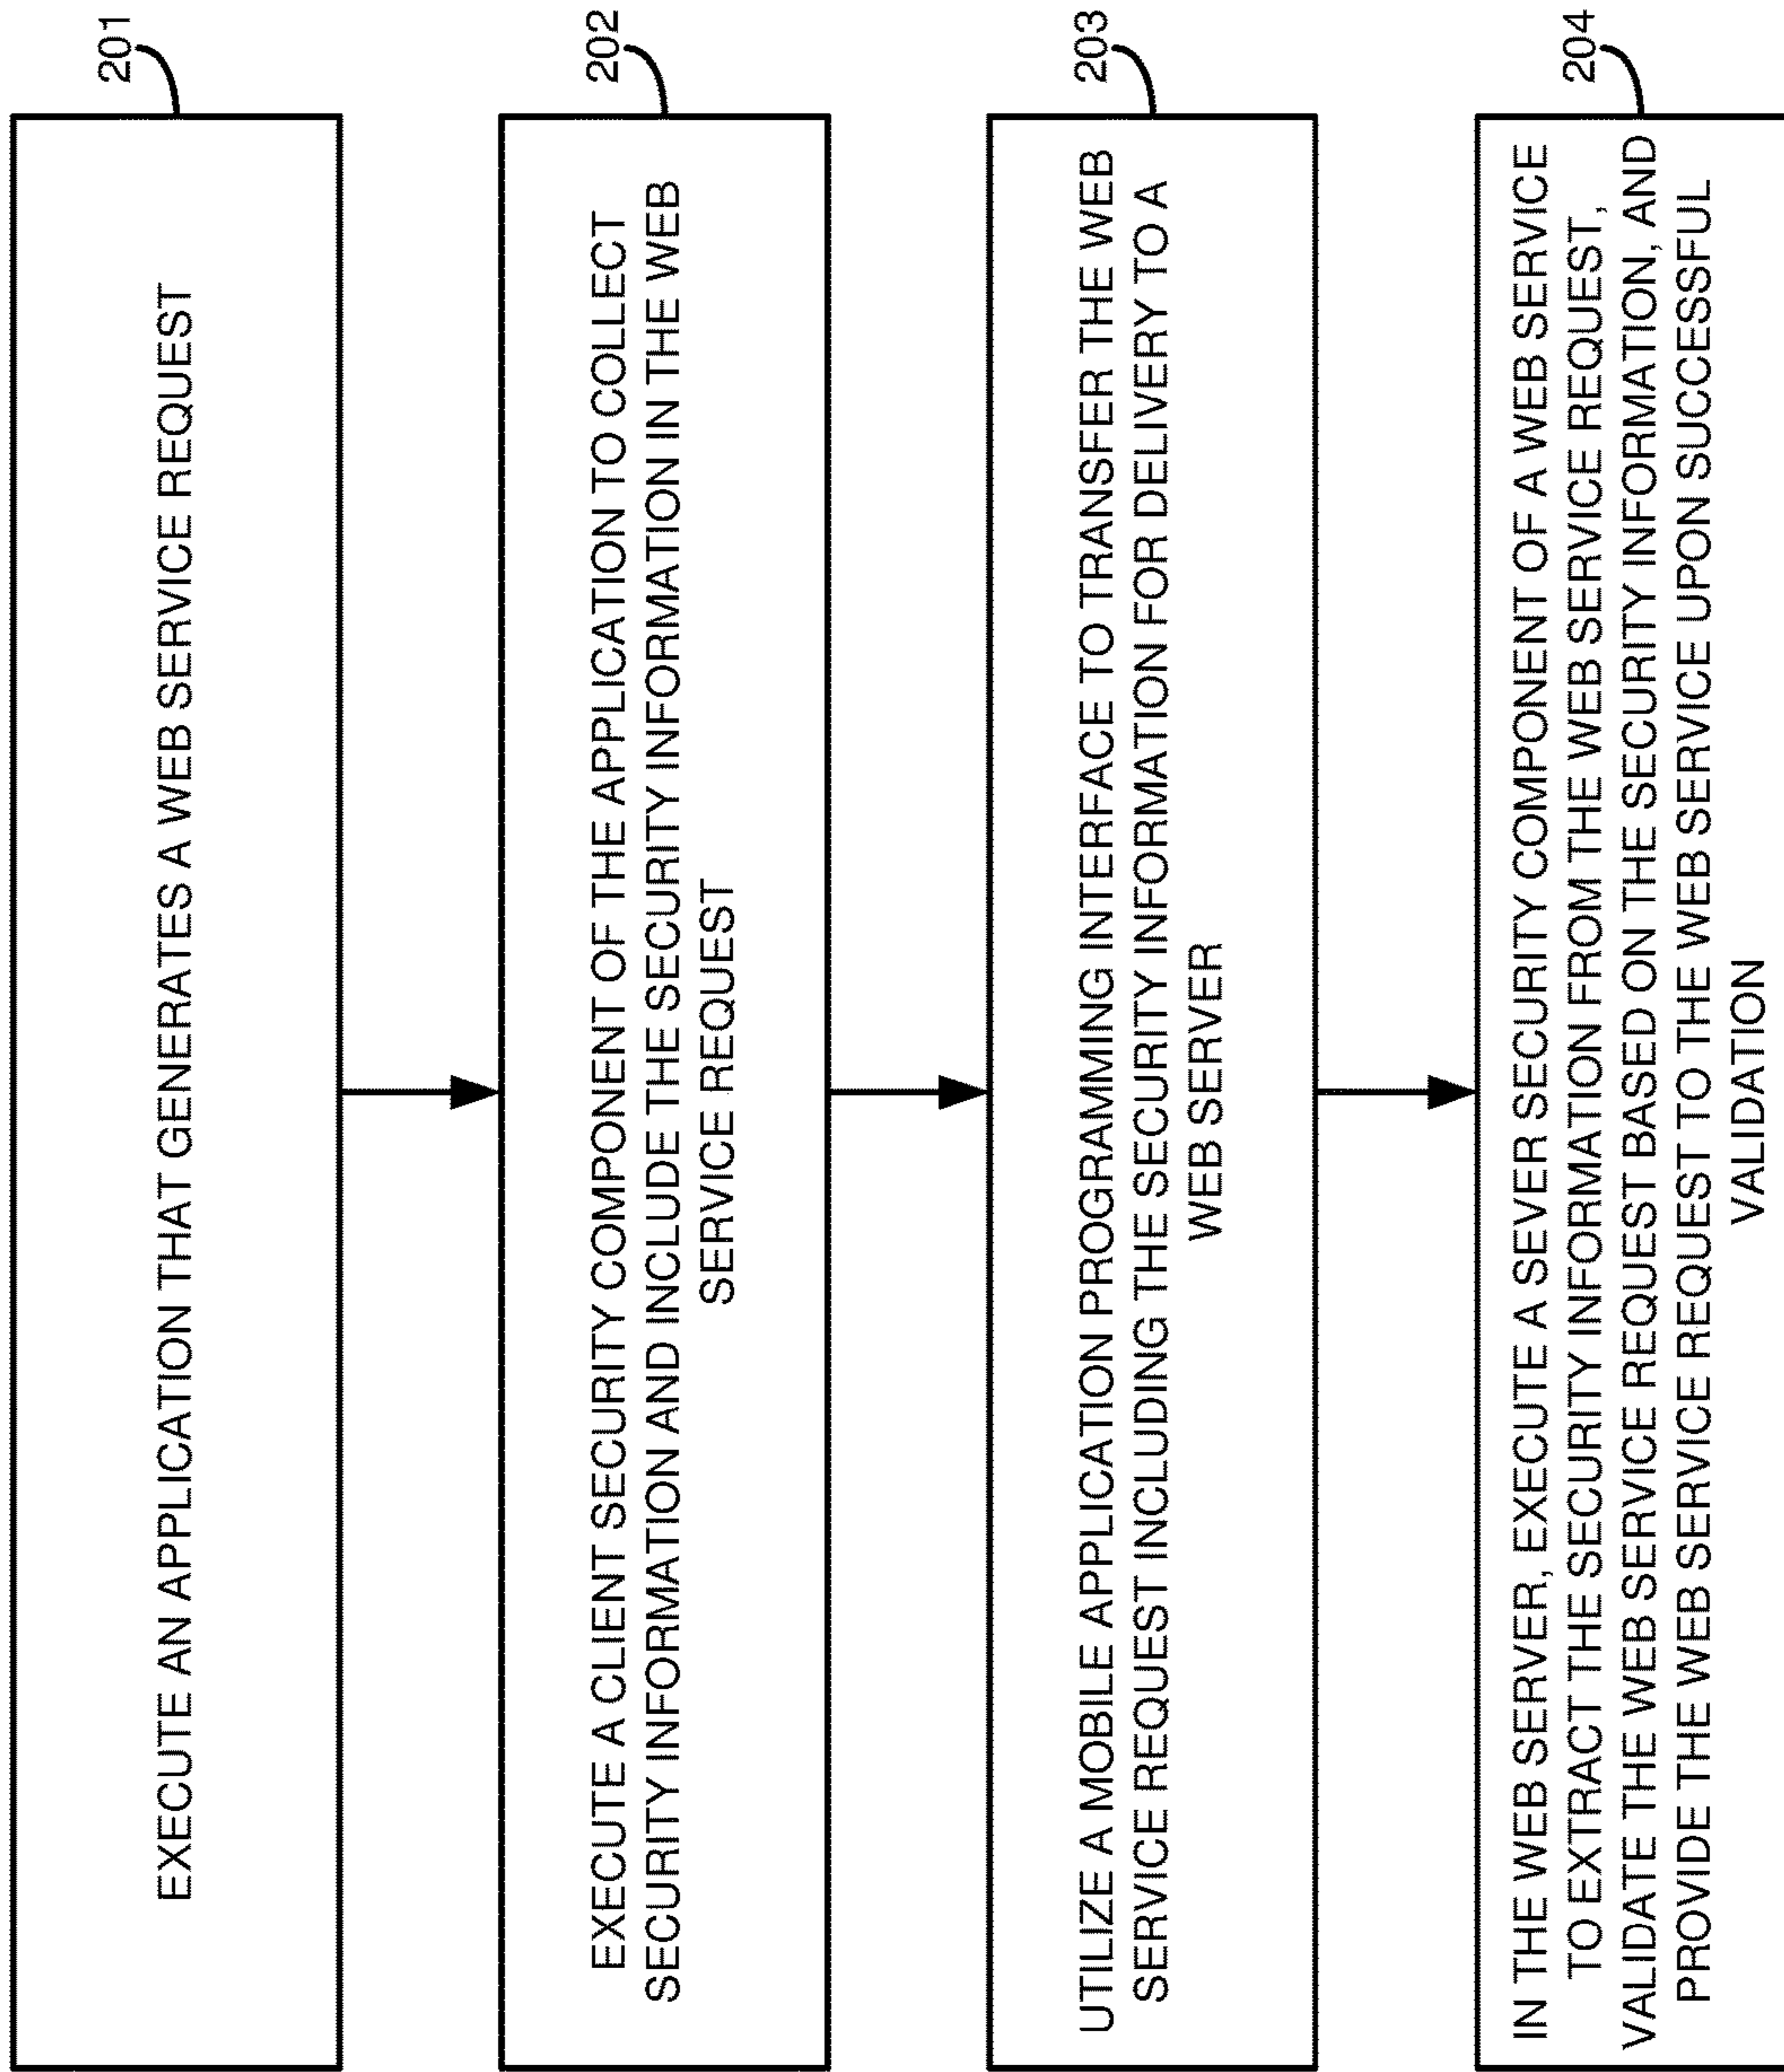 201
EXECUTE AN APPLICATION THAT GENERATES A WEB SERVICE REQUEST
202
EXECUTE A CLIENT SECURITY COMPONENT OF THE APPLICATION TO COLLECT
SECURITY INFORMATION AND INCLUDE THE SECURITY INFORMATION IN THE WEB
SERVICE REQUEST
203
UTILIZE A MOBILE APPLICATION PROGRAMMING INTERFACE TO TRANSFER THE WEB
SERVICE REQUEST INCLUDING THE SECURITY INFORMATION FOR DELIVERY TO A
WEB SERVER
204
IN THE WEB SERVER, EXECUTE A SEVER SECURITY COMPONENT OF A WEB SERVICE
TO EXTRACT THE SECURITY INFORMATION FROM THE WEB SERVICE REQUEST,
VALIDATE THE WEB SERVICE REQUEST BASED ON THE SECURITY INFORMATION, AND
PROVIDE THE WEB SERVICE REQUEST TO THE WEB SERVICE UPON SUCCESSFUL
VALIDATION